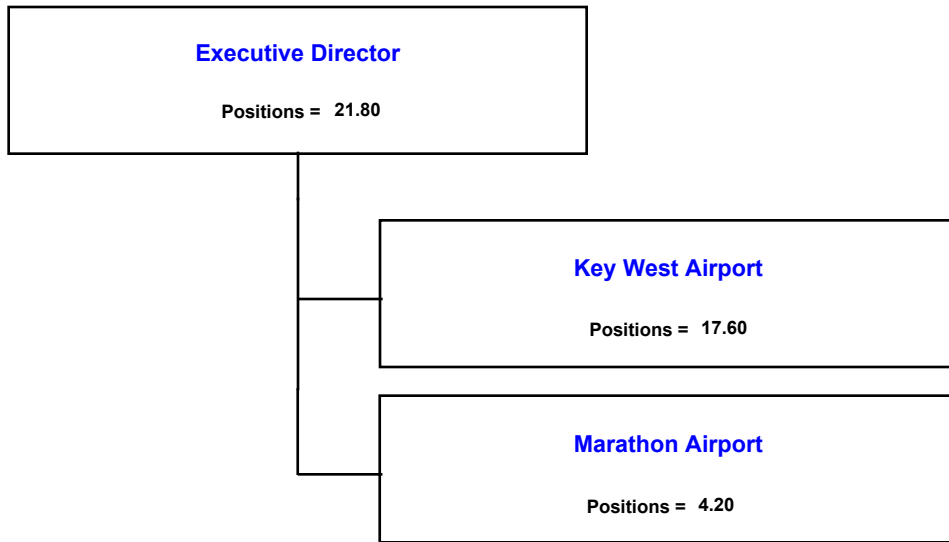 Executive Director
Positions = 21.80
Key West Airport
Positions = 17.60
Marathon Airport
Positions = 4.20